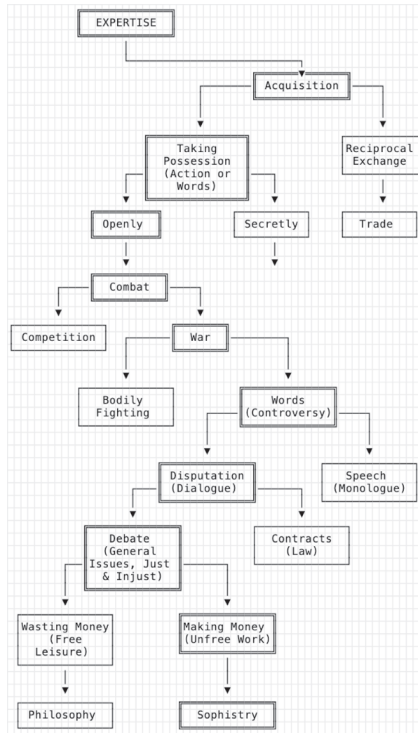 EXPERTISE
Acquisition
Taking
Possession
(Action or
Words)
Reciprocal
Exchange
Openly
Secretly
Trade
Combat
Competition
War
Bodily
Fighting
Words
(Controversy)
Disputation
(Dialogue)
Speech
(Monologue)
Debate
(General
Issues, Just
& Injust)
Contracts
(Law)
Wasting Money
(Free
Leisure)
Making Money
(Unfree Work)
Philosophy
Sophistry